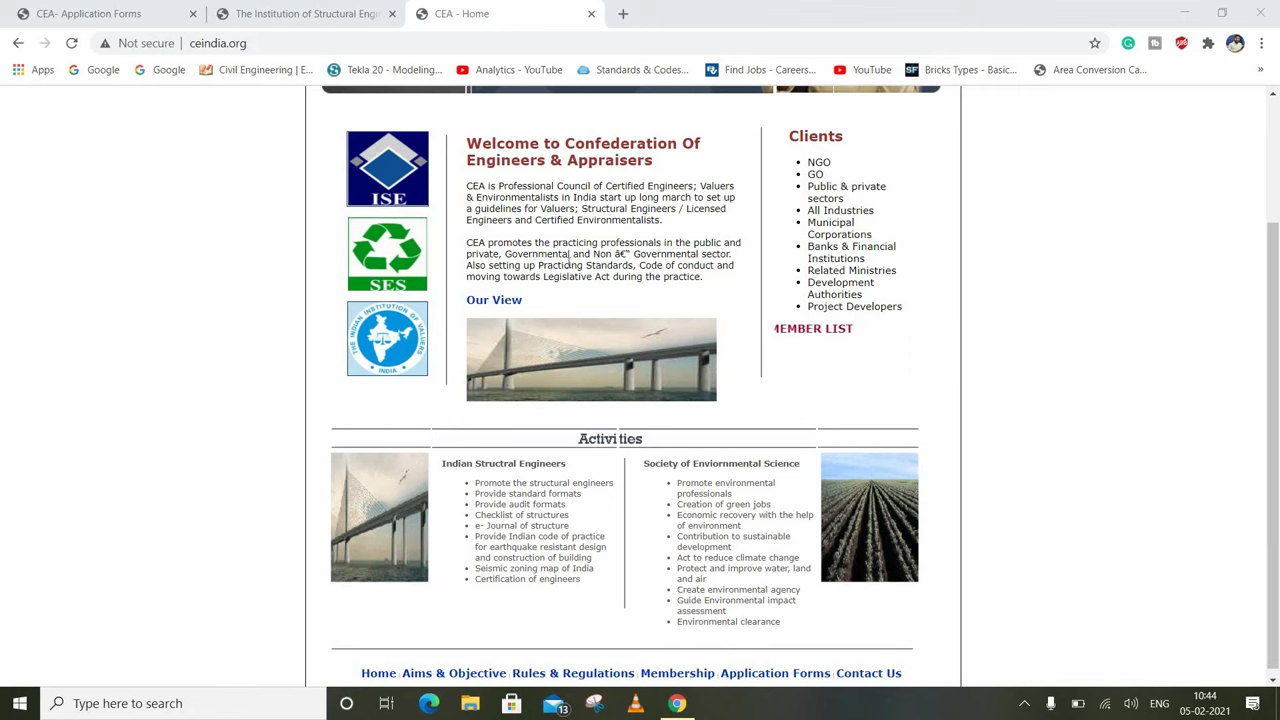 CEA- Application Forms
The Institution of Structural Eng
CEA - Home
Not secure
ceindia.org
Apps
Google
Google
Civil Engineering | E...
Tekla 20 - Modeling...
Analytics - YouTube
Standards & Codes...
Find Jobs - Careers...
YouTube
Bricks Types - Basic...
Area Conversion Ca...
ISE
SES
THE INDIAN INSTITUTION OF VALUERS
INDIA
Welcome to Confederation Of
Engineers & Appraisers
CEA is Professional Council of Certified Engineers; Valuers
& Environmentalists in India start up long march to set up
a guidelines for Valuers; Structural Engineers / Licensed
Engineers and Certified Environmentalists.
CEA promotes the practicing professionals in the public and
private, Governmental and Non â€“ Governmental sector.
Also setting up Practicing Standards, Code of conduct and
moving towards Legislative Act during the practice.
Our View
Clients
NGO
GO
Public & private
sectors
All Industries
Municipal
Corporations
Banks & Financial
Institutions
Related Ministries
Development
Authorities
Project Developers
MEMBER LIST
Activities
Indian Structral Engineers
Promote the structural engineers
Provide standard formats
Provide audit formats
Checklist of structures
e- Journal of structure
Provide Indian code of practice
for earthquake resistant design
and construction of building
Seismic zoning map of India
Certification of engineers
Society of Enviornmental Science
Promote environmental
professionals
Creation of green jobs
Economic recovery with the help
of environment
Contribution to sustainable
development
Act to reduce climate change
Protect and improve water, land
and air
Create environmental agency
Guide Environmental impact
assessment
Environmental clearance
Home Aims & Objective Rules & Regulations Membership Application Forms Contact Us
Type here to search
13
ENG
10:44
05-02-2021